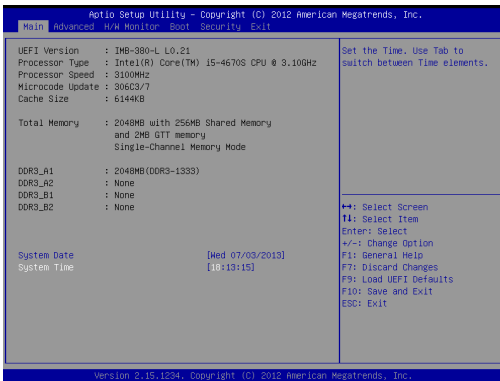 Aptio Setup Utility – Copyright (C) 2012 American Megatrends, Inc.
Main Advanced H/W Monitor Boot Security Exit
UEFI Version : IMB-380-L L0.21
Processor Type : Intel(R) Core(TM) i5-4670S CPU @ 3.10GHz
Processor Speed : 3100MHz
Microcode Update : 306C3/7
Cache Size : 6144KB
Total Memory : 2048MB with 256MB Shared Memory
and 2MB GTT memory
Single-Channel Memory Mode
DDR3_A1 : 2048MB(DDR3-1333)
DDR3_A2 : None
DDR3_B1 : None
DDR3_B2 : None
System Date [Wed 07/03/2013]
System Time [18:13:15]
Set the Time. Use Tab to
switch between Time elements.
↔: Select Screen
↑↓: Select Item
Enter: Select
+/-: Change Option
F1: General Help
F7: Discard Changes
F9: Load UEFI Defaults
F10: Save and Exit
ESC: Exit
Version 2.15.1234. Copyright (C) 2012 American Megatrends, Inc.